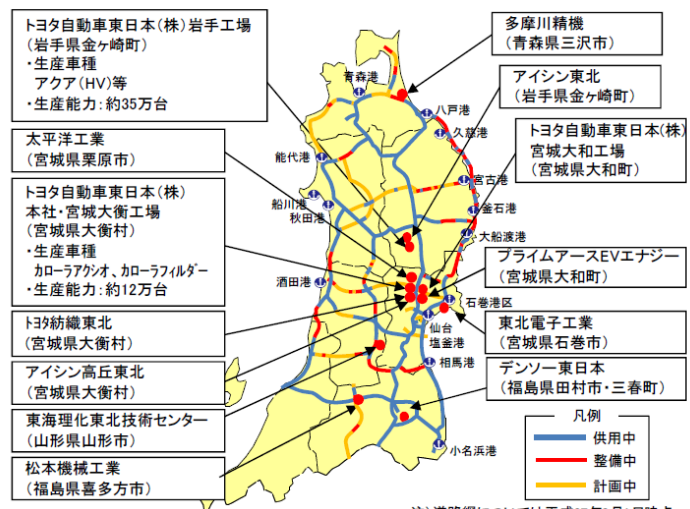 トヨタ自動車東日本(株)岩手工場
(岩手県金ヶ崎町)
・生産車種
アクア(HV)等
・生産能力:約35万台
太平洋工業
(宮城県栗原市)
トヨタ自動車東日本(株)
本社・宮城大衡工場
(宮城県大衡村)
・生産車種
カローラアクシオ、カローラフィルダー
・生産能力:約12万台
トヨタ紡織東北
(宮城県大衡村)
アイシン高丘東北
(宮城県大衡村)
東海理化東北技術センター
(山形県山形市)
松本機械工業
(福島県喜多方市)
多摩川精機
(青森県三沢市)
アイシン東北
(岩手県金ヶ崎町)
トヨタ自動車東日本(株)
宮城大和工場
(宮城県大和町)
プライムアースEVエナジー
(宮城県大和町)
東北電子工業
(宮城県石巻市)
デンソー東日本
(福島県田村市・三春町)
青森港
八戸港
久慈港
能代港
宮古港
船川港
秋田港
釜石港
大船渡港
酒田港
石巻港区
仙台
塩釜港
相馬港
小名浜港
凡例
供用中
整備中
計画中